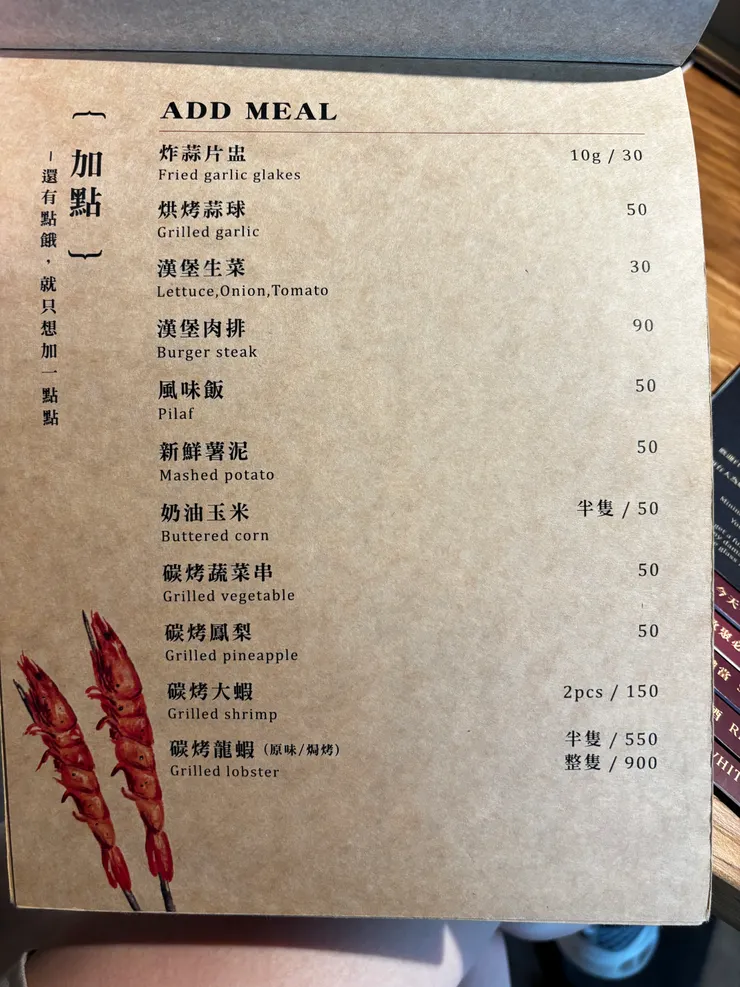 ADD MEAL
{加點}
–還有點餓，就只想加一點點
炸蒜片盅 10g / 30
Fried garlic glakes
烘烤蒜球 50
Grilled garlic
漢堡生菜 30
Lettuce,Onion,Tomato
漢堡肉排 90
Burger steak
風味飯 50
Pilaf
新鮮薯泥 50
Mashed potato
奶油玉米 半隻 / 50
Buttered corn
碳烤蔬菜串 50
Grilled vegetable
碳烤鳳梨 50
Grilled pineapple
碳烤大蝦 2pcs / 150
Grilled shrimp
碳烤龍蝦（原味/焗烤） 半隻 / 550
Grilled lobster 整隻 / 900
今天